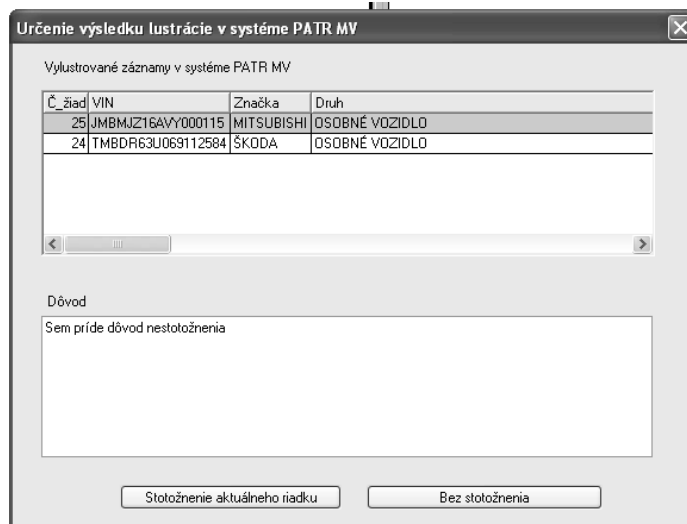 Určenie výsledku lustrácie v systéme PATR MV
Vylustrované záznamy v systéme PATR MV
Č_žiad VIN Značka Druh
25 JMBMJZ16AVY000115 MITSUBISHI OSOBNÉ VOZIDLO
24 TMBDR63U069112584 ŠKODA OSOBNÉ VOZIDLO
Dôvod
Sem príde dôvod nestotožnenia
Stotožnenie aktuálneho riadku Bez stotožnenia